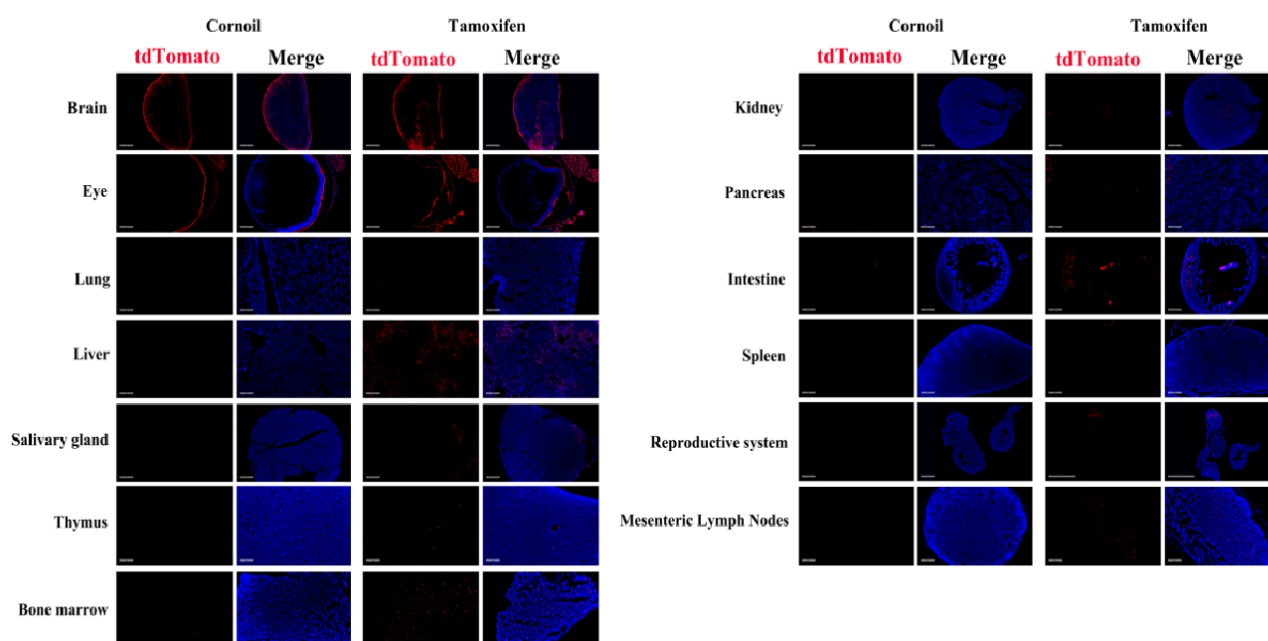 Cornoil Tamoxifen
tdTomato Merge tdTomato Merge
Brain
Eye
Lung
Liver
Salivary gland
Thymus
Bone marrow
Cornoil Tamoxifen
tdTomato Merge tdTomato Merge
Kidney
Pancreas
Intestine
Spleen
Reproductive system
Mesenteric Lymph Nodes